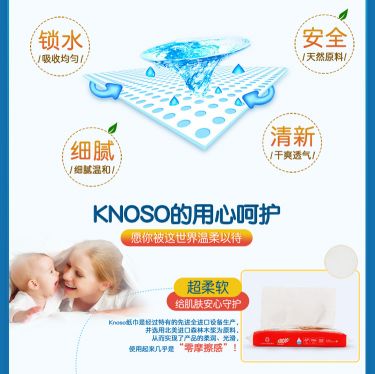 锁水
/吸收均匀/
安全
/天然原料/
细腻
/细腻温和/
清新
/干爽透气/
KNOSO的用心呵护
愿你被这世界温柔以待
超柔软
给肌肤安心守护
Knoso纸巾是经过特有的先进全进口设备生产，
并选用北美进口森林木浆为原料，
从而实现了产品的柔韧、光滑，
使用起来几乎是“零摩擦感”！